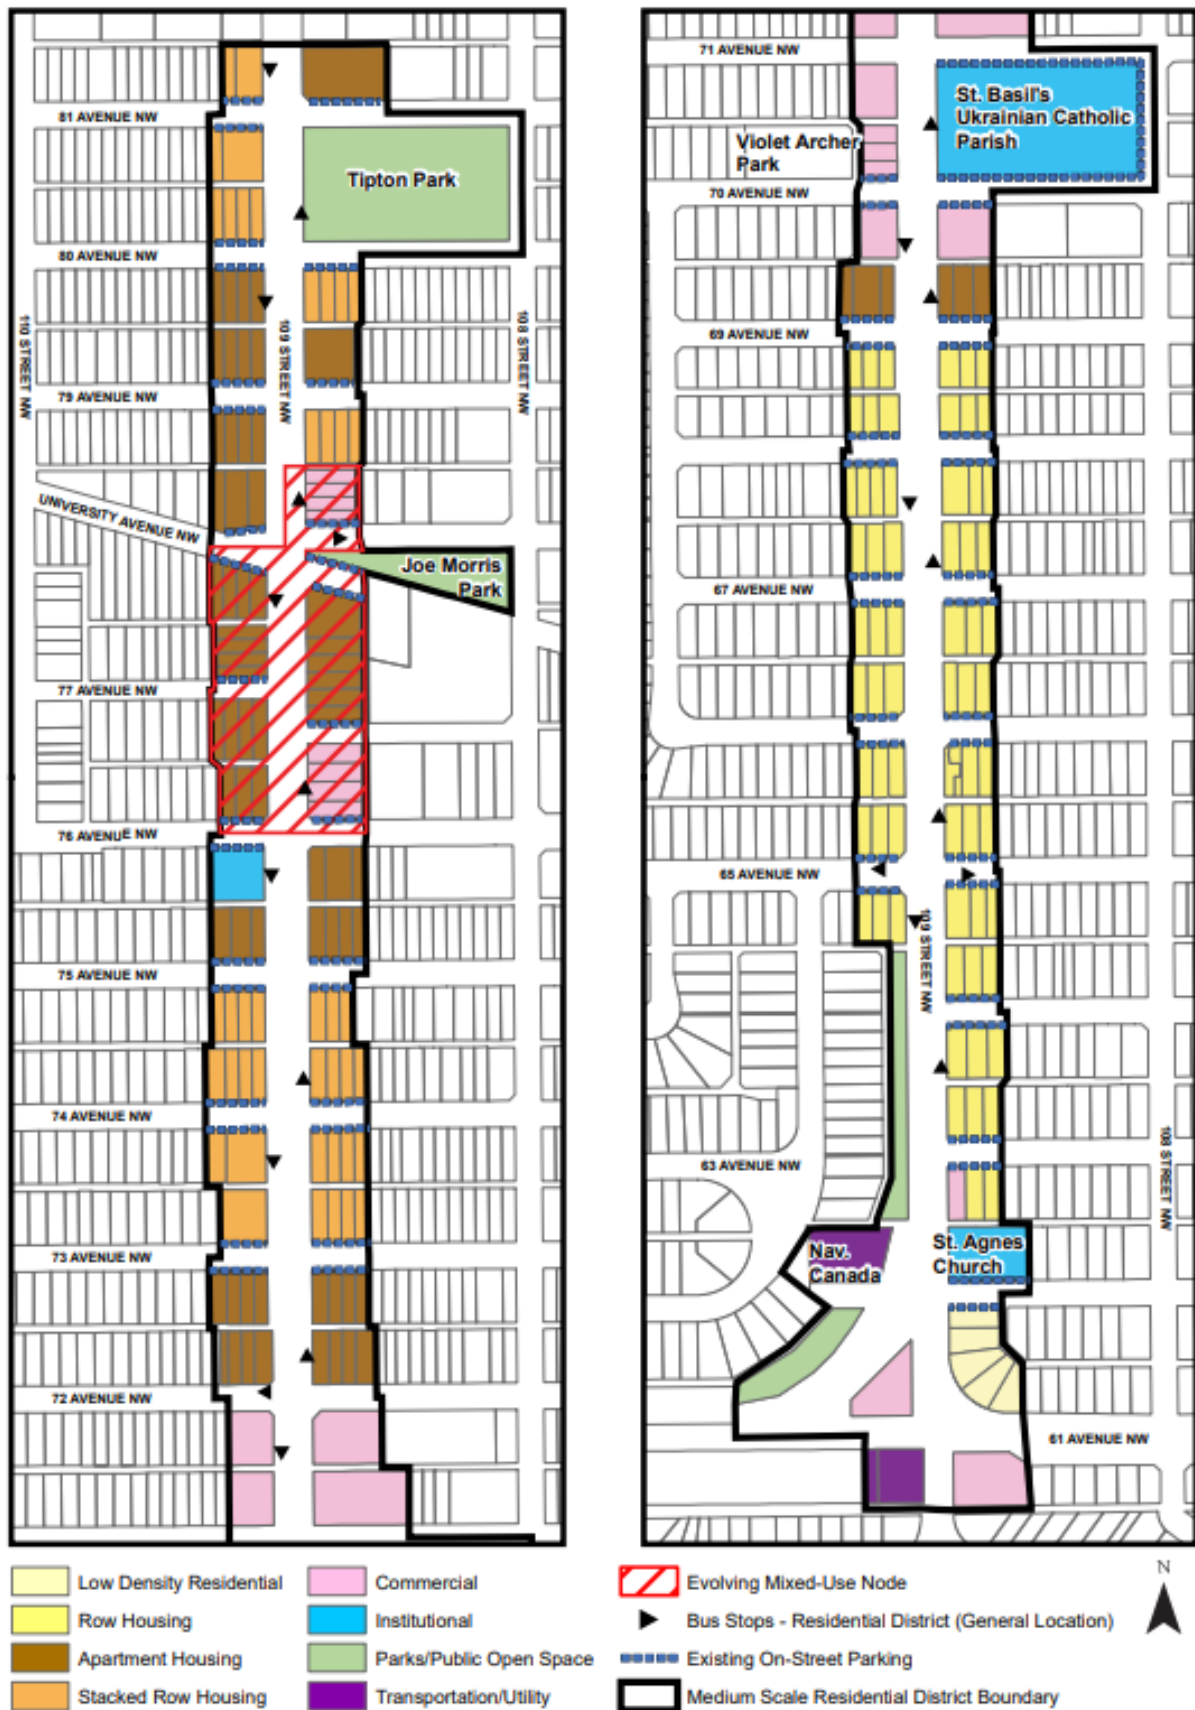 81 AVENUE NW
Tipton Park
80 AVENUE NW
110 STREET NW
109 STREET NW
108 STREET NW
79 AVENUE NW
UNIVERSITY AVENUE NW
Joe Morris
Park
77 AVENUE NW
76 AVENUE NW
75 AVENUE NW
74 AVENUE NW
73 AVENUE NW
72 AVENUE NW
71 AVENUE NW
St. Basil's
Ukrainian Catholic
Parish
Violet Archer
Park
70 AVENUE NW
69 AVENUE NW
67 AVENUE NW
65 AVENUE NW
109 STREET NW
63 AVENUE NW
108 STREET NW
Nav.
Canada
St. Agnes
Church
61 AVENUE NW
Low Density Residential
Row Housing
Apartment Housing
Stacked Row Housing
Commercial
Institutional
Parks/Public Open Space
Transportation/Utility
Evolving Mixed-Use Node
Bus Stops - Residential District (General Location)
Existing On-Street Parking
Medium Scale Residential District Boundary
N